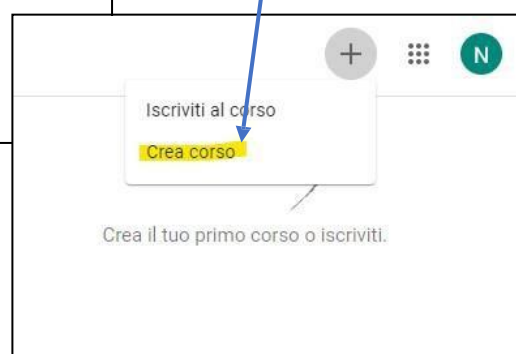 +
N
Iscriviti al corso
Crea corso
Crea il tuo primo corso o iscriviti.